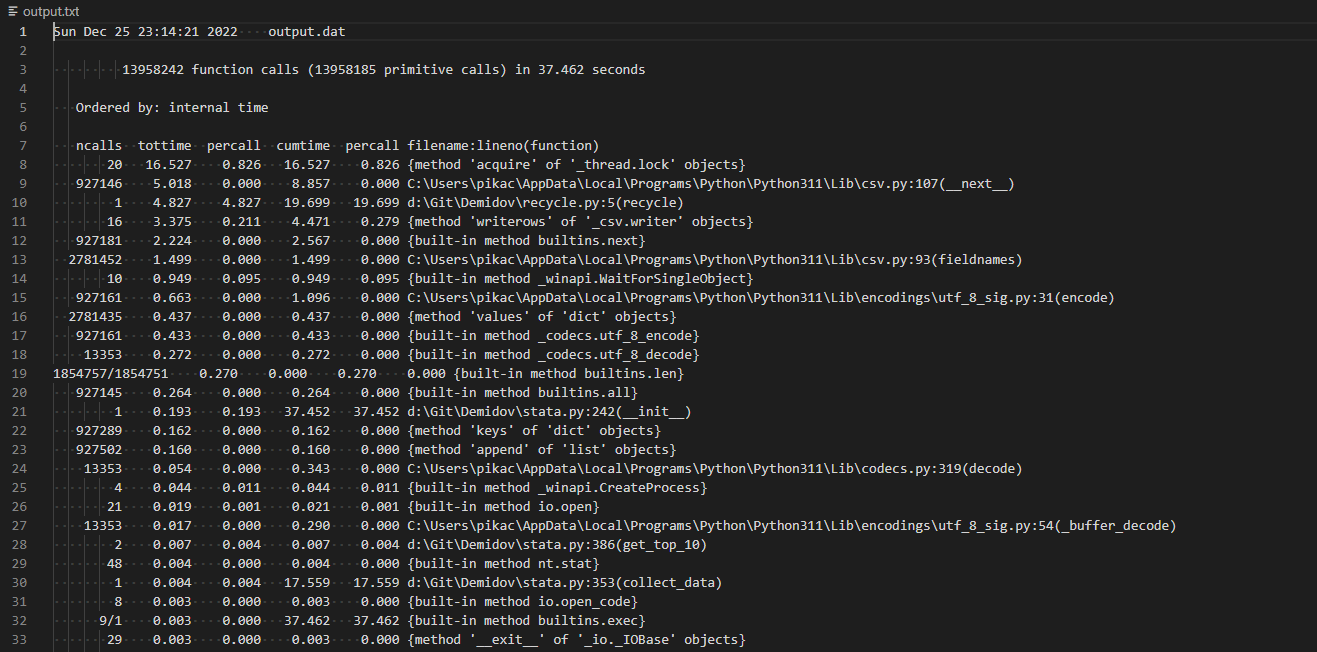 output.txt
1 Sun Dec 25 23:14:21 2022    output.dat
2
3          13958242 function calls (13958185 primitive calls) in 37.462 seconds
4
5    Ordered by: internal time
6
7    ncalls  tottime  percall  cumtime  percall filename:lineno(function)
8        20   16.527    0.826   16.527    0.826 {method 'acquire' of '_thread.lock' objects}
9    927146    5.018    0.000    8.857    0.000 C:\Users\pikac\AppData\Local\Programs\Python\Python311\Lib\csv.py:107(__next__)
10         1    4.827    4.827   19.699   19.699 d:\Git\Demidov\recycle.py:5(recycle)
11        16    3.375    0.211    4.471    0.279 {method 'writerows' of '_csv.writer' objects}
12    927181    2.224    0.000    2.567    0.000 {built-in method builtins.next}
13   2781452    1.499    0.000    1.499    0.000 C:\Users\pikac\AppData\Local\Programs\Python\Python311\Lib\csv.py:93(fieldnames)
14        10    0.949    0.095    0.949    0.095 {built-in method _winapi.WaitForSingleObject}
15    927161    0.663    0.000    1.096    0.000 C:\Users\pikac\AppData\Local\Programs\Python\Python311\Lib\encodings\utf_8_sig.py:31(encode)
16   2781435    0.437    0.000    0.437    0.000 {method 'values' of 'dict' objects}
17    927161    0.433    0.000    0.433    0.000 {built-in method _codecs.utf_8_encode}
18     13353    0.272    0.000    0.272    0.000 {built-in method _codecs.utf_8_decode}
19 1854757/1854751    0.270    0.000    0.270    0.000 {built-in method builtins.len}
20    927145    0.264    0.000    0.264    0.000 {built-in method builtins.all}
21         1    0.193    0.193   37.452   37.452 d:\Git\Demidov\stata.py:242(__init__)
22    927289    0.162    0.000    0.162    0.000 {method 'keys' of 'dict' objects}
23    927502    0.160    0.000    0.160    0.000 {method 'append' of 'list' objects}
24     13353    0.054    0.000    0.343    0.000 C:\Users\pikac\AppData\Local\Programs\Python\Python311\Lib\codecs.py:319(decode)
25         4    0.044    0.011    0.044    0.011 {built-in method _winapi.CreateProcess}
26        21    0.019    0.001    0.021    0.001 {built-in method io.open}
27     13353    0.017    0.000    0.290    0.000 C:\Users\pikac\AppData\Local\Programs\Python\Python311\Lib\encodings\utf_8_sig.py:54(_buffer_decode)
28         2    0.007    0.004    0.007    0.004 d:\Git\Demidov\stata.py:386(get_top_10)
29        48    0.004    0.000    0.004    0.000 {built-in method nt.stat}
30         1    0.004    0.004   17.559   17.559 d:\Git\Demidov\stata.py:353(collect_data)
31         8    0.003    0.000    0.003    0.000 {built-in method io.open_code}
32       9/1    0.003    0.000   37.462   37.462 {built-in method builtins.exec}
33        29    0.003    0.000    0.003    0.000 {method '__exit__' of '_io._IOBase' objects}